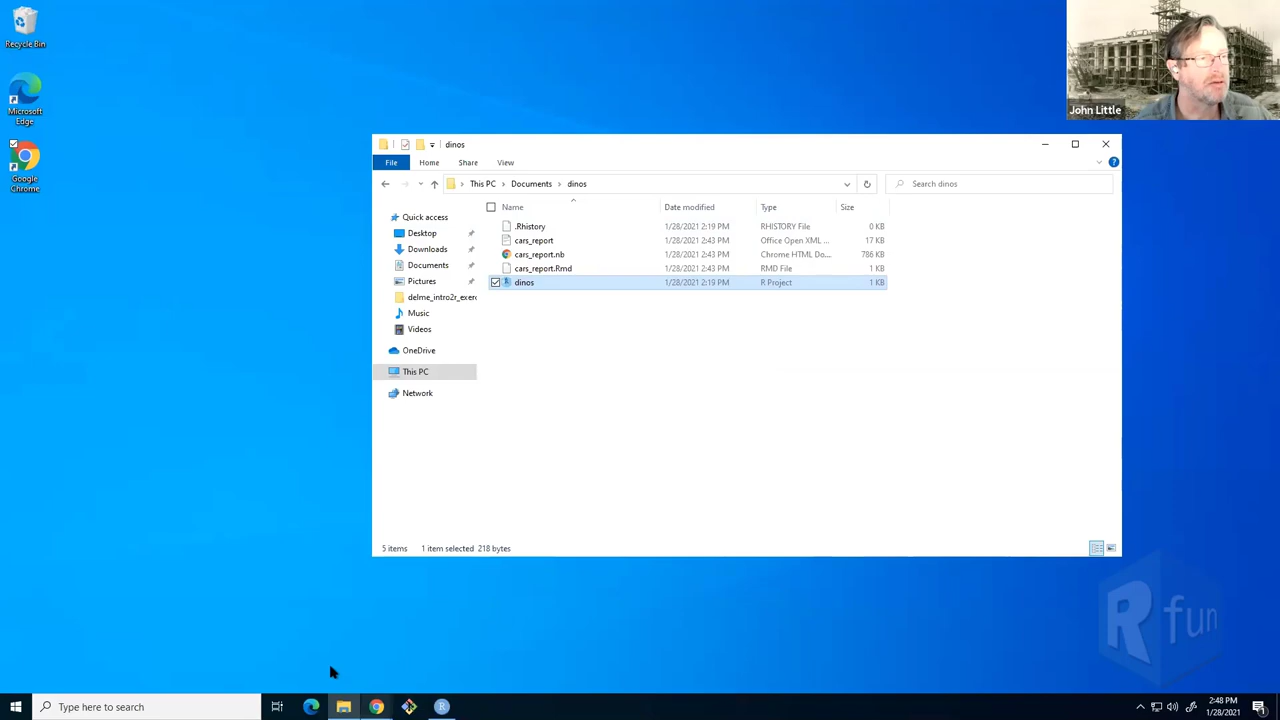 Recycle Bin
Microsoft
Edge
Google
Chrome
John Little
dinos
File
Home
Share
View
This PC
Documents
dinos
Search dinos
Name
Date modified
Type
Size
Quick access
Desktop
Downloads
Documents
Pictures
delme_intro2r_exerc
Music
Videos
OneDrive
This PC
Network
.Rhistory
1/28/2021 2:19 PM
RHISTORY File
0 KB
cars_report
1/28/2021 2:43 PM
Office Open XML ...
17 KB
cars_report.nb
1/28/2021 2:43 PM
Chrome HTML Do...
786 KB
cars_report.Rmd
1/28/2021 2:43 PM
RMD File
1 KB
dinos
1/28/2021 2:19 PM
R Project
1 KB
5 items
1 item selected 218 bytes
R fun
Type here to search
2:48 PM
1/28/2021